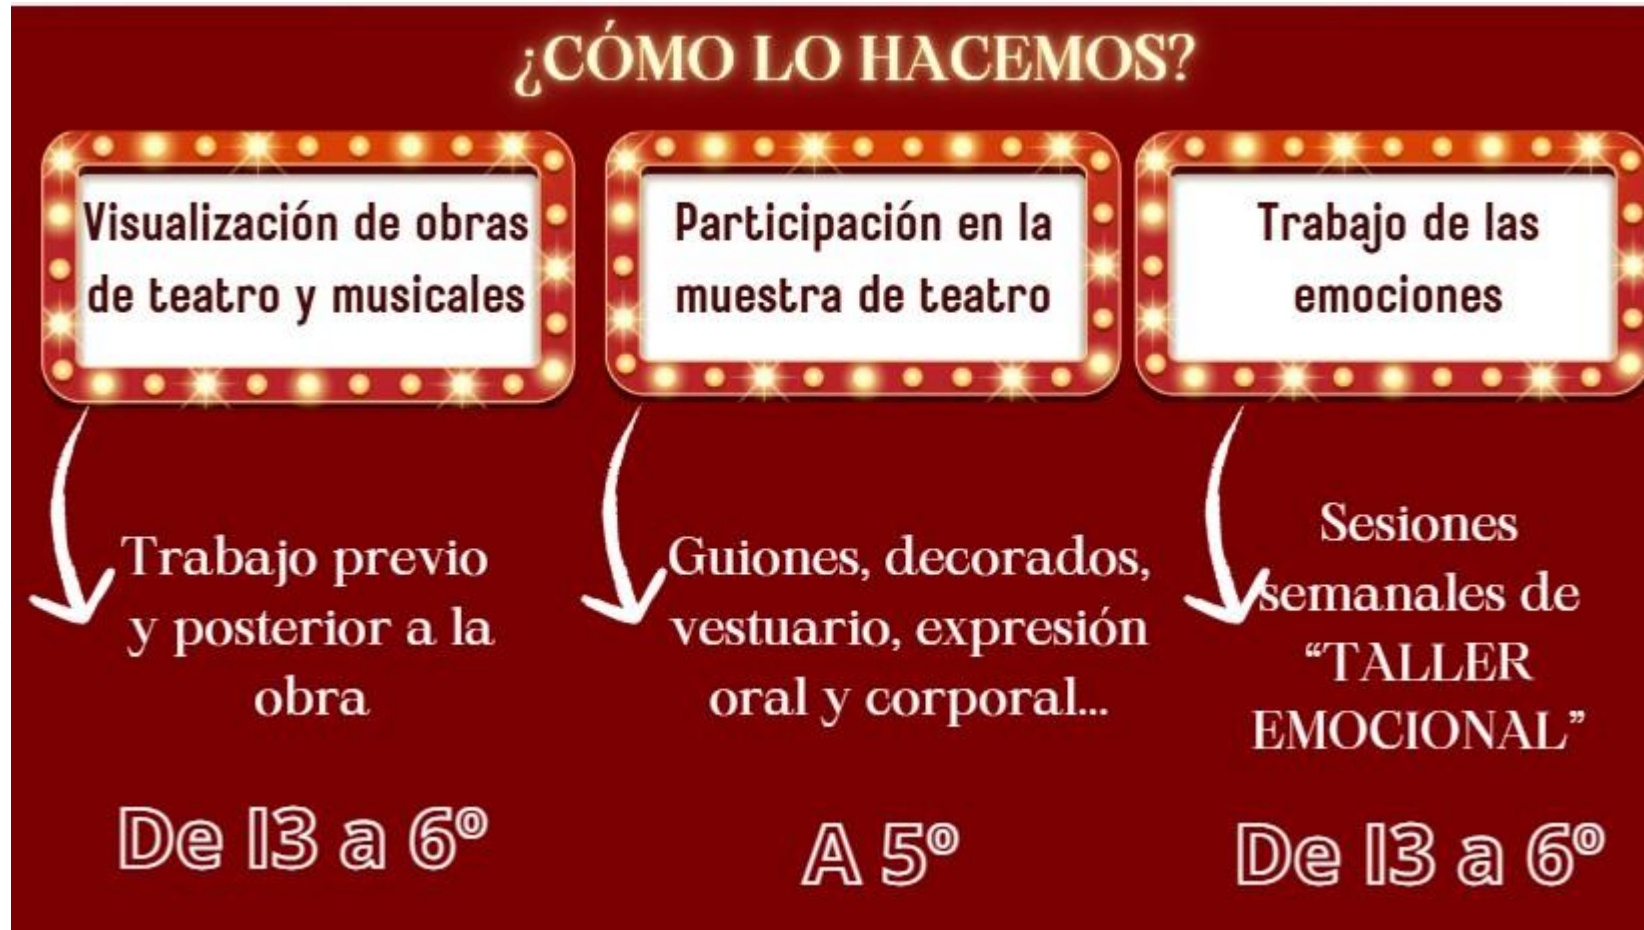 ¿CÓMO LO HACEMOS?
Visualización de obras
de teatro y musicales
Trabajo previo
y posterior a la
obra
De I3 a 6º
Participación en la
muestra de teatro
Guiones, decorados,
vestuario, expresión
oral y corporal...
A 5º
Trabajo de las
emociones
Sesiones
semanales de
“TALLER
EMOCIONAL”
De I3 a 6º